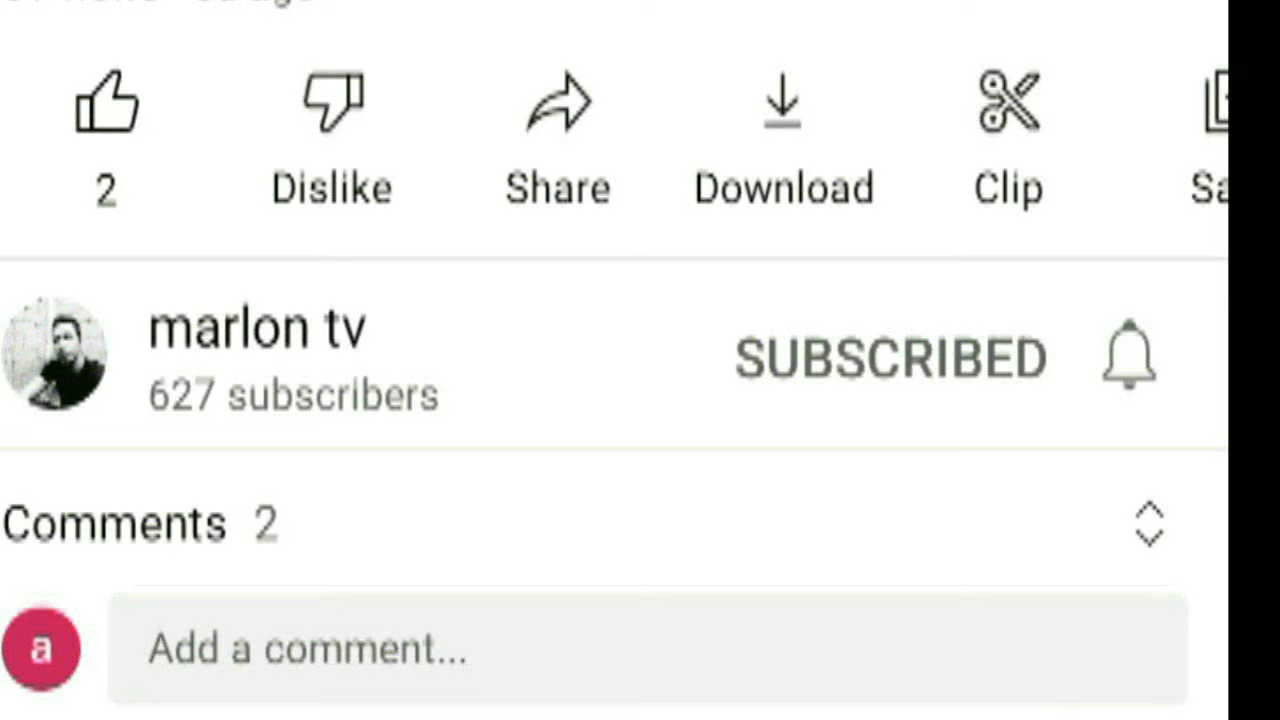 2 Dislike Share Download Clip
marlon tv
SUBSCRIBED
627 subscribers
Comments 2
a
Add a comment...